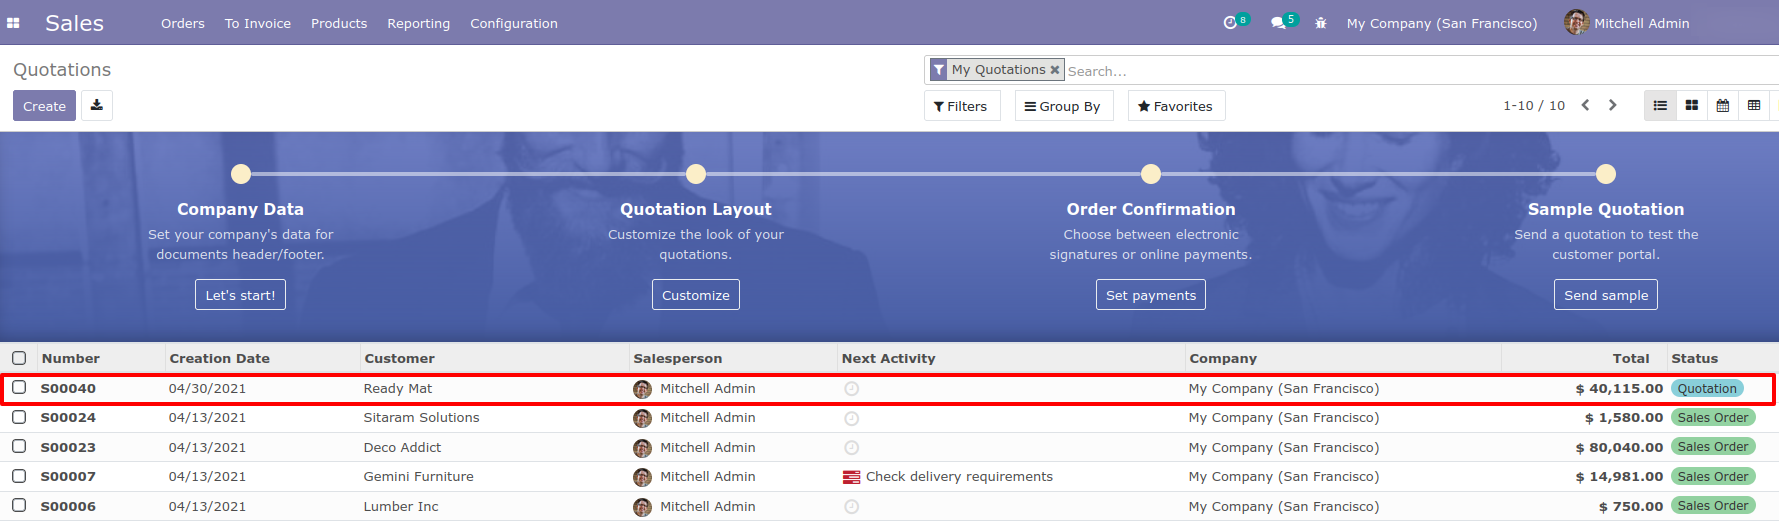 Sales Orders To Invoice Products Reporting Configuration 8 5 My Company (San Francisco) Mitchell Admin
Quotations My Quotations Search...
Create Filters Group By Favorites 1-10 / 10
Company Data Quotation Layout Order Confirmation Sample Quotation
Set your company's data for Customize the look of your Choose between electronic Send a quotation to test the
documents header/footer. quotations. signatures or online payments. customer portal.
Let's start! Customize Set payments Send sample
Number Creation Date Customer Salesperson Next Activity Company Total Status
S00040 04/30/2021 Ready Mat Mitchell Admin My Company (San Francisco) $ 40,115.00 Quotation
S00024 04/13/2021 Sitaram Solutions Mitchell Admin My Company (San Francisco) $ 1,580.00 Sales Order
S00023 04/13/2021 Deco Addict Mitchell Admin My Company (San Francisco) $ 80,040.00 Sales Order
S00007 04/13/2021 Gemini Furniture Mitchell Admin Check delivery requirements My Company (San Francisco) $ 14,981.00 Sales Order
S00006 04/13/2021 Lumber Inc Mitchell Admin My Company (San Francisco) $ 750.00 Sales Order